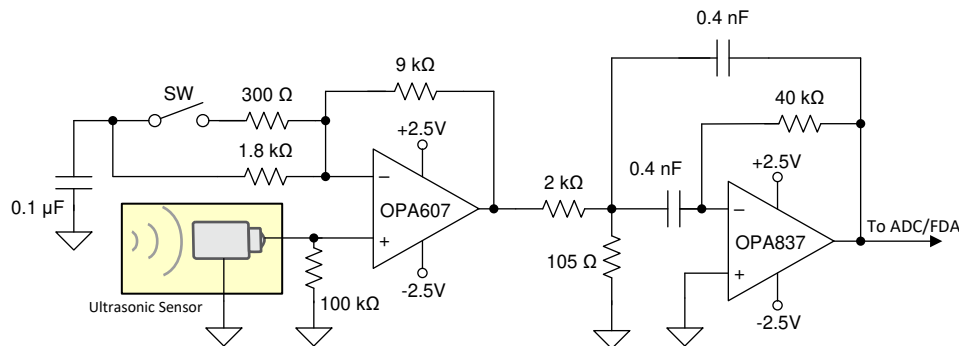 0.4 nF
9 kΩ
SW
300 Ω
40 kΩ
+2.5V
1.8 kΩ
+2.5V
0.4 nF
2 kΩ
−
OPA607
+
−
OPA837
+
0.1 µF
To ADC/FDA
105 Ω
-2.5V
100 kΩ
-2.5V
Ultrasonic Sensor